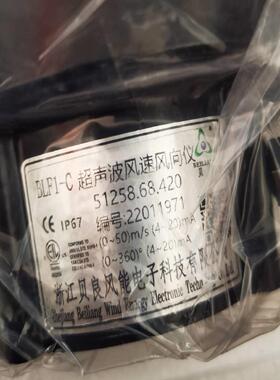 DLF1-C 超声波风速风向仪
51258.68.420
IP67 编号:22011971
(0~50)m/s(4~20)mA
(0~360)°(4~20)mA
浙江贝良风能电子科技有限
Zhejiang Beiliang Wind Energy Electronic Techn